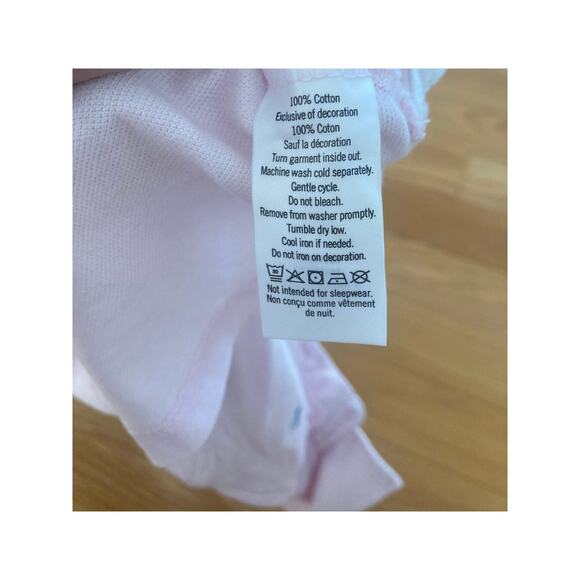 100% Cotton
Exclusive of decoration
100% Coton
Sauf la décoration
Turn garment inside out.
Machine wash cold separately.
Gentle cycle.
Do not bleach.
Remove from washer promptly.
Tumble dry low.
Cool iron if needed.
Do not iron on decoration.
30
Not intended for sleepwear.
Non conçu comme vêtement
de nuit.